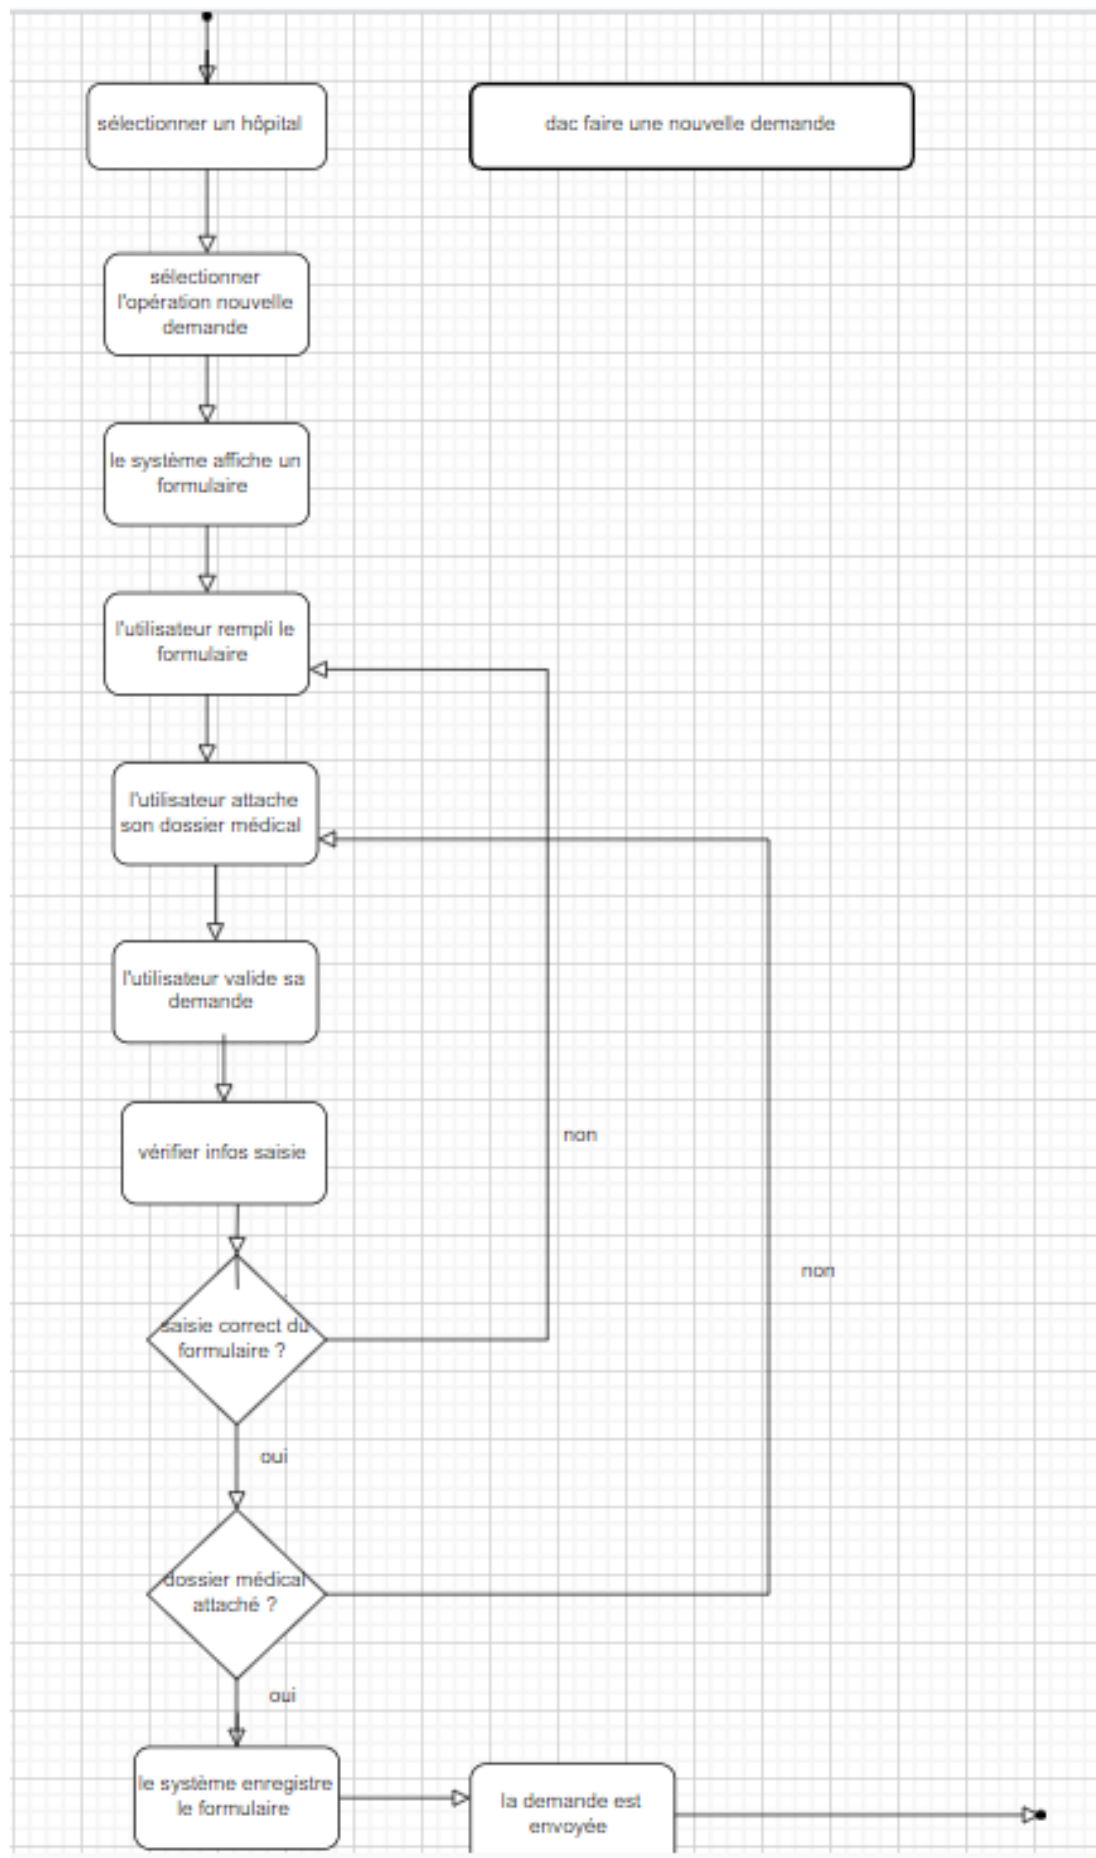 sélectionner un hôpital
dac faire une nouvelle demande
sélectionner
l'opération nouvelle
demande
le système affiche un
formulaire
l'utilisateur rempli le
formulaire
l'utilisateur attache
son dossier médical
l'utilisateur valide sa
demande
vérifier infos saisie
non
non
saisie correct du
formulaire ?
oui
dossier médical
attaché ?
oui
le système enregistre
le formulaire
la demande est
envoyée